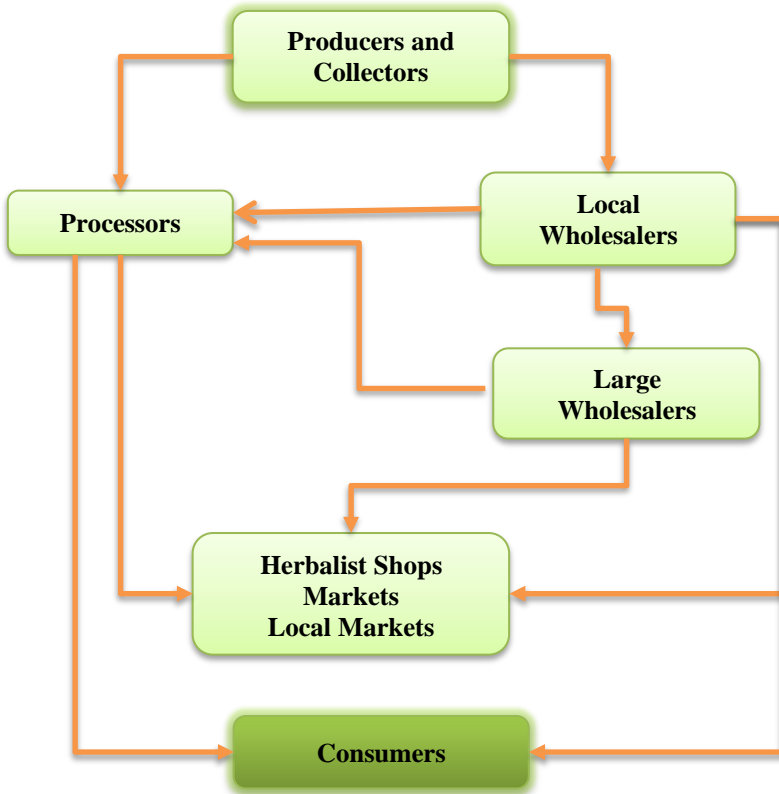 Producers and
Collectors
Processors
Local
Wholesalers
Large
Wholesalers
Herbalist Shops
Markets
Local Markets
Consumers